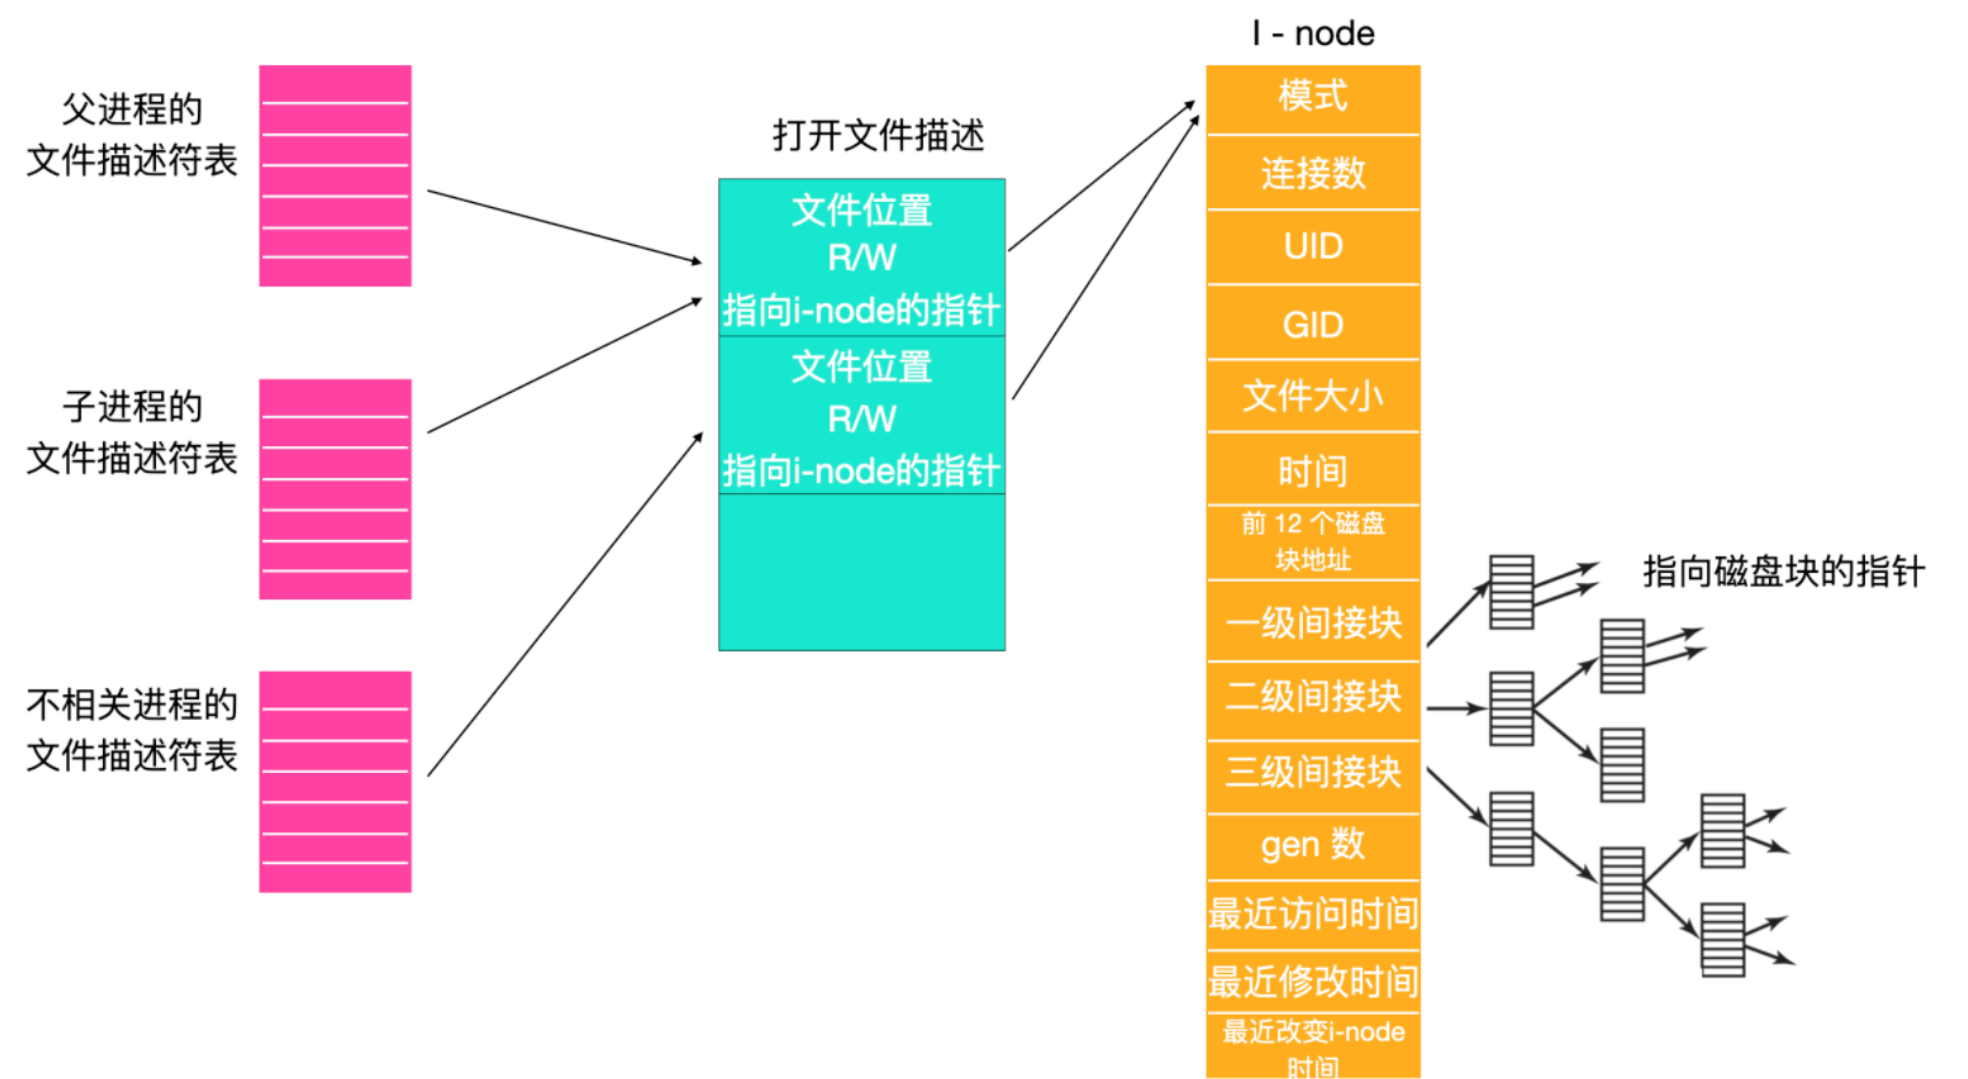 父进程的
文件描述符表
子进程的
文件描述符表
不相关进程的
文件描述符表
打开文件描述
文件位置
R/W
指向i-node的指针
文件位置
R/W
指向i-node的指针
I - node
模式
连接数
UID
GID
文件大小
时间
前 12 个磁盘
块地址
一级间接块
二级间接块
三级间接块
gen 数
最近访问时间
最近修改时间
最近改变i-node
时间
指向磁盘块的指针